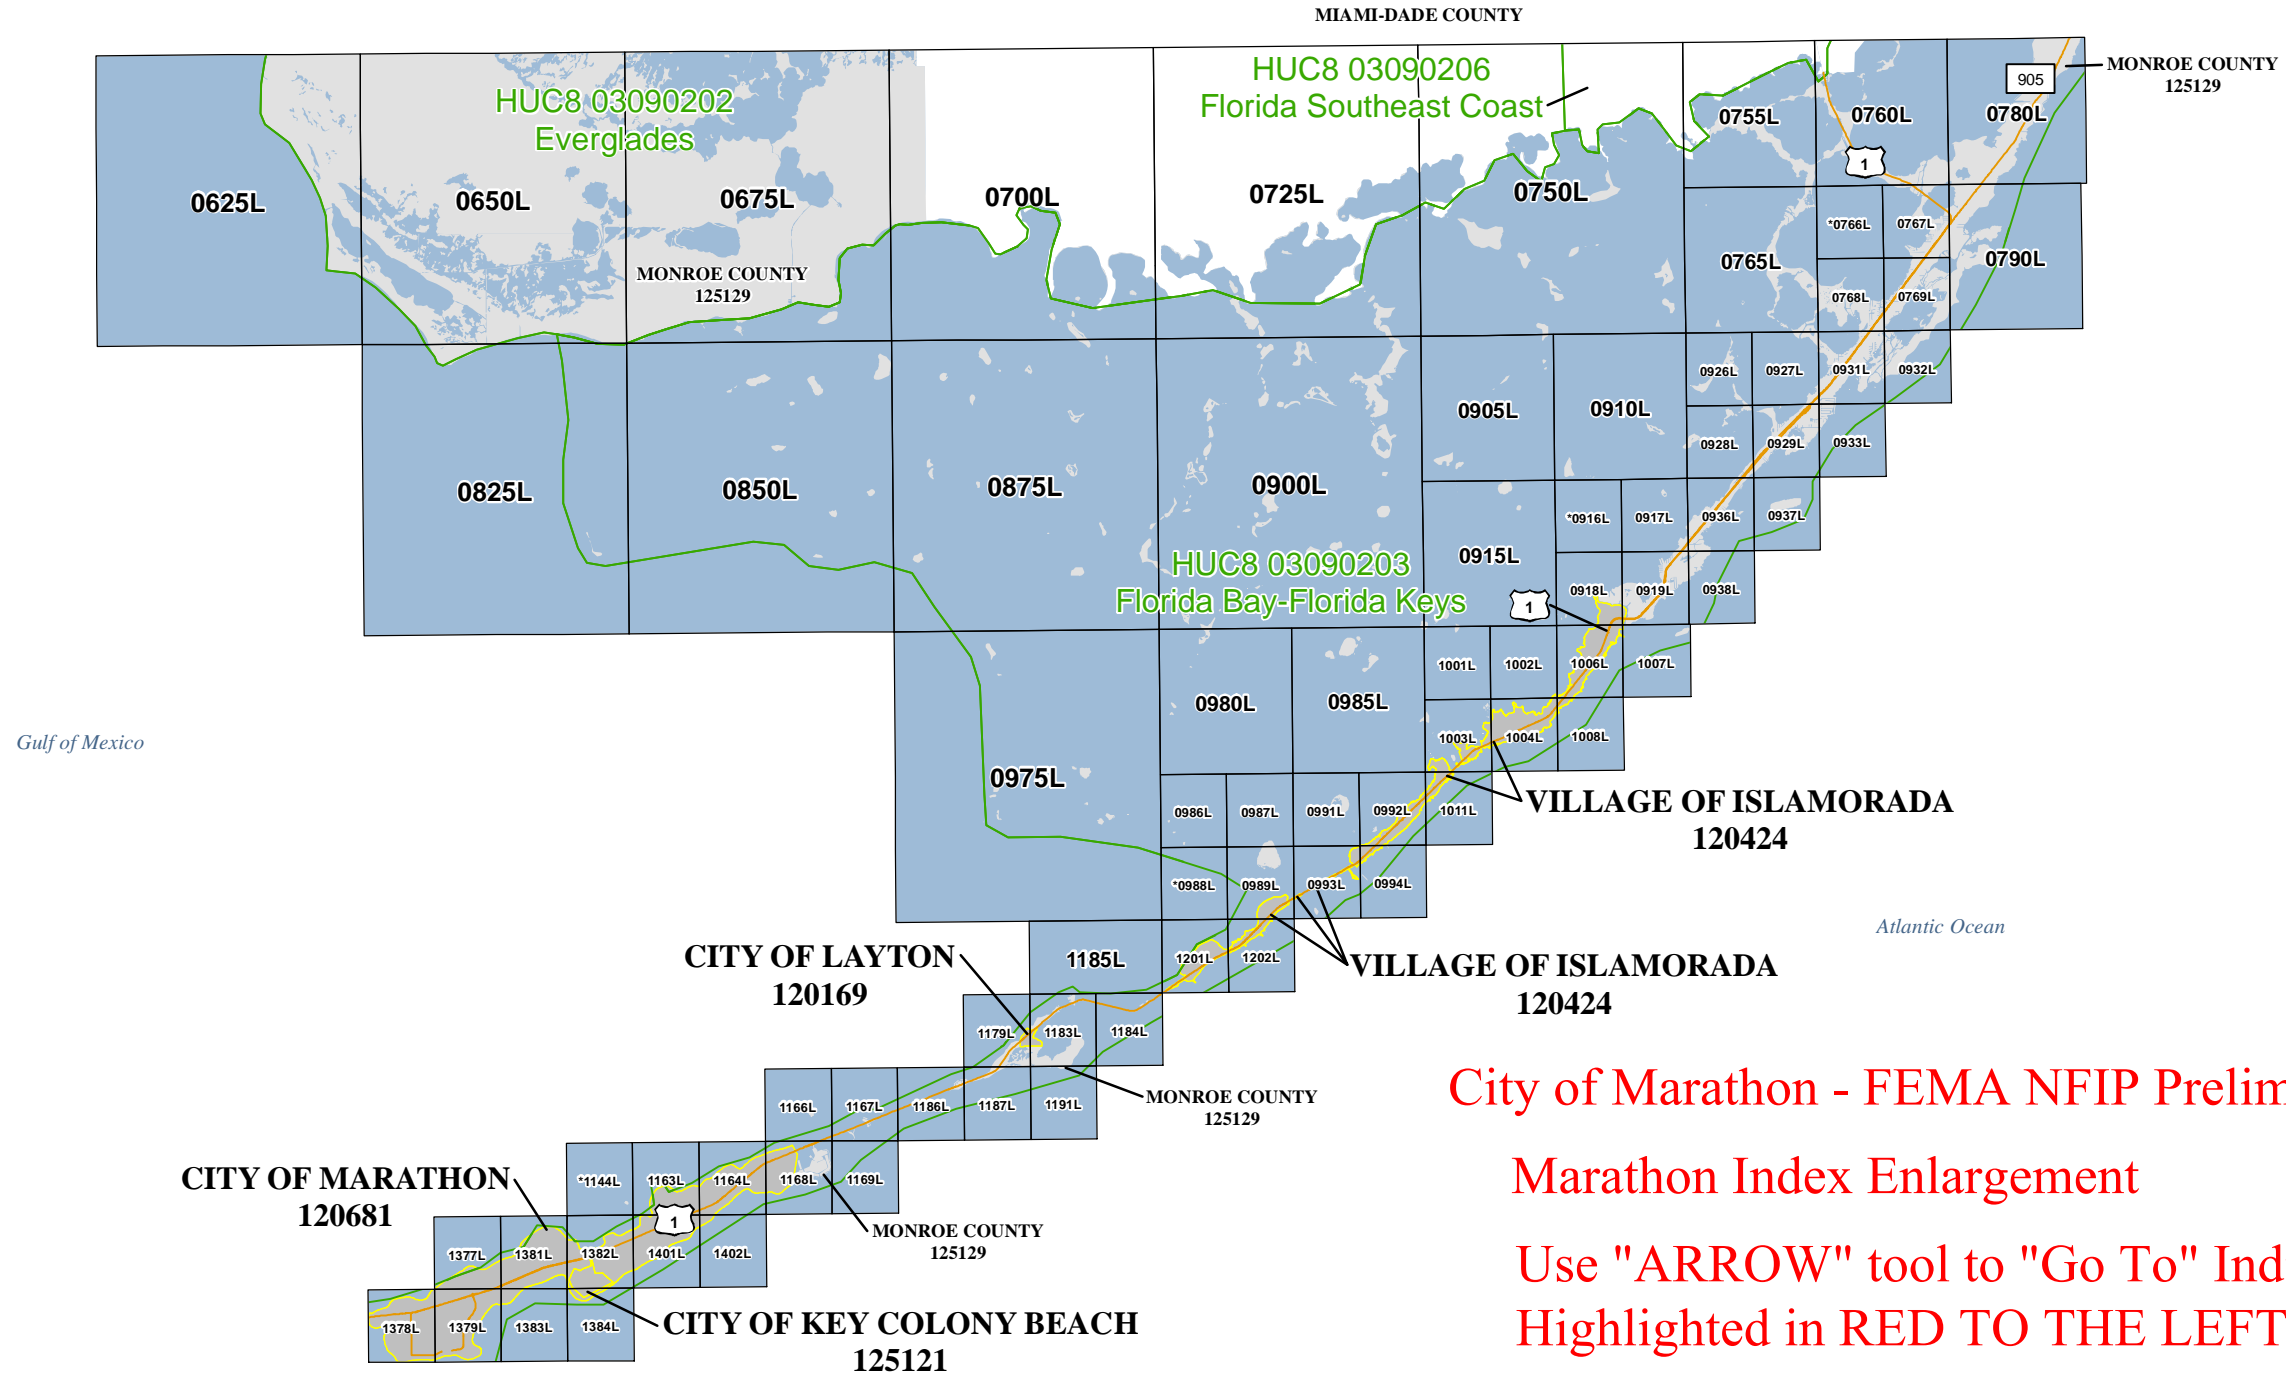 MIAMI-DADE COUNTY
HUC8 03090202
Everglades
HUC8 03090206
Florida Southeast Coast
905
MONROE COUNTY
125129
0755L
0760L
0780L
1
0625L
0650L
0675L
0700L
0725L
0750L
*0766L
0767L
0765L
0790L
MONROE COUNTY
125129
0768L
0769L
0926L
0927L
0931L
0932L
0905L
0910L
0928L
0929L
0933L
0825L
0850L
0875L
0900L
*0916L
0917L
0936L
0937L
0915L
HUC8 03090203
Florida Bay-Florida Keys
1
0918L
0919L
0938L
1001L
1002L
1006L
1007L
0980L
0985L
1003L
1004L
1008L
Gulf of Mexico
0975L
VILLAGE OF ISLAMORADA
120424
0986L
0987L
0991L
0992L
1011L
*0988L
0989L
0993L
0994L
Atlantic Ocean
CITY OF LAYTON
120169
1185L
1201L
1202L
VILLAGE OF ISLAMORADA
120424
1179L
1183L
1184L
City of Marathon - FEMA NFIP Prelim
MONROE COUNTY
125129
1166L
1167L
1186L
1187L
1191L
CITY OF MARATHON
120681
*1144L
1163L
1164L
1168L
1169L
Marathon Index Enlargement
1
MONROE COUNTY
125129
1377L
1381L
1382L
1401L
1402L
Use "ARROW" tool to "Go To" Ind
Highlighted in RED TO THE LEFT
1378L
1379L
1383L
1384L
CITY OF KEY COLONY BEACH
125121